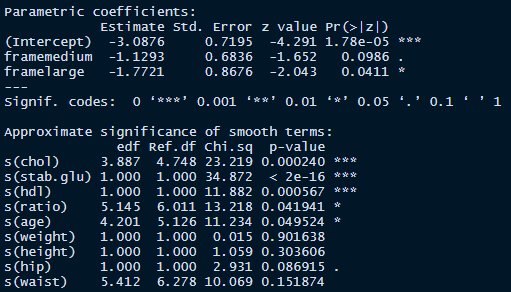 Parametric coefficients:
Estimate Std. Error z value Pr(>|z|)
(Intercept) -3.0876 0.7195 -4.291 1.78e-05 ***
framemedium -1.1293 0.6836 -1.652 0.0986 .
framelarge -1.7721 0.8676 -2.043 0.0411 *
---
Signif. codes: 0 ‘***’ 0.001 ‘**’ 0.01 ‘*’ 0.05 ‘.’ 0.1 ‘ ’ 1
Approximate significance of smooth terms:
edf Ref.df Chi.sq p-value
s(chol) 3.887 4.748 23.219 0.000240 ***
s(stab.glu) 1.000 1.000 34.872 < 2e-16 ***
s(hdl) 1.000 1.000 11.882 0.000567 ***
s(ratio) 5.145 6.011 13.218 0.041941 *
s(age) 4.201 5.126 11.234 0.049524 *
s(weight) 1.000 1.000 0.015 0.901638
s(height) 1.000 1.000 1.059 0.303606
s(hip) 1.000 1.000 2.931 0.086915 .
s(waist) 5.412 6.278 10.069 0.151874